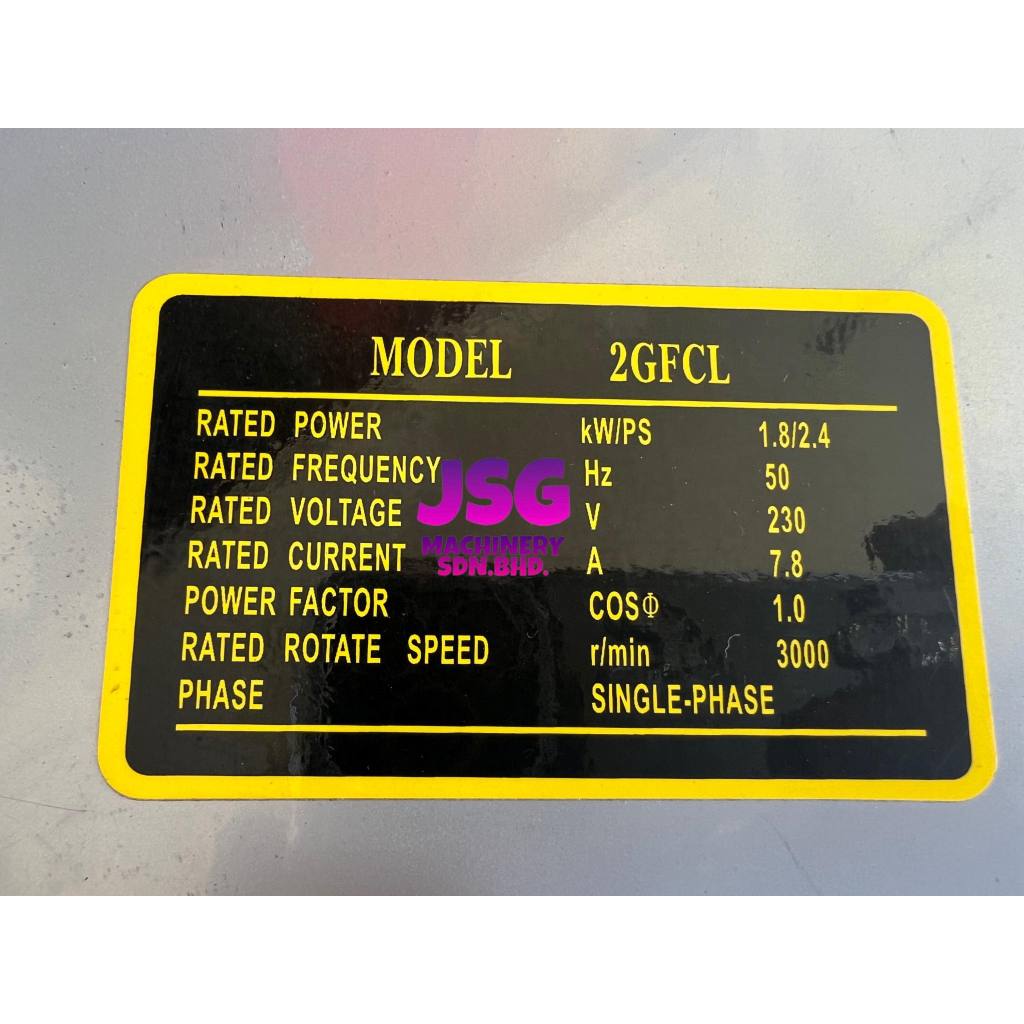 MODEL 2GFCL
RATED POWER kW/PS 1.8/2.4
RATED FREQUENCY Hz 50
RATED VOLTAGE V 230
RATED CURRENT A 7.8
POWER FACTOR COSΦ 1.0
RATED ROTATE SPEED r/min 3000
PHASE SINGLE-PHASE
JSG
MACHINERY
SDN.BHD.